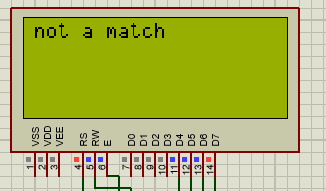 not a match
VSS VDD VEE RS RW E D0 D1 D2 D3 D4 D5 D6 D7
1 2 3 4 5 6 7 8 9 10 11 12 13 14